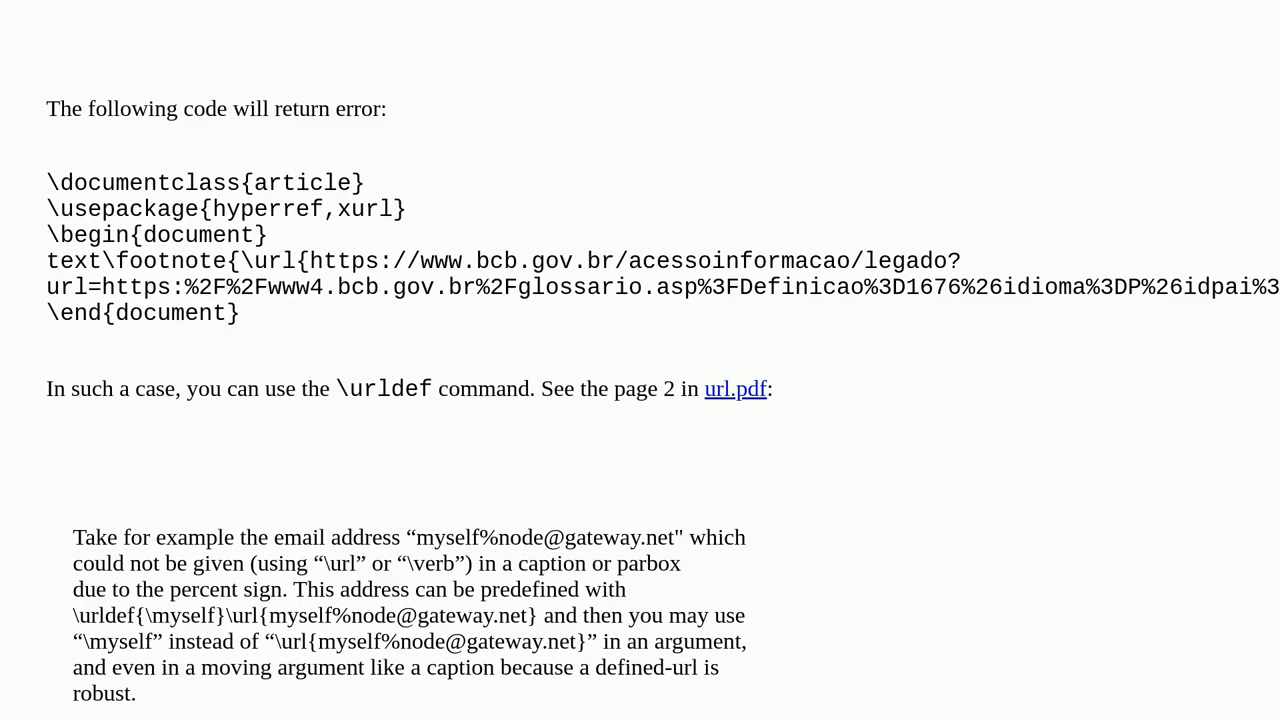 The following code will return error:
\documentclass{article}
\usepackage{hyperref,xurl}
\begin{document}
text\footnote{\url{https://www.bcb.gov.br/acessoinformacao/legado?
url=https:%2F%2Fwww4.bcb.gov.br%2Fglossario.asp%3FDefinicao%3D1676%26idioma%3DP%26idpai%3
\end{document}
In such a case, you can use the \urldef command. See the page 2 in url.pdf:
Take for example the email address “myself%node@gateway.net" which
could not be given (using “\url” or “\verb”) in a caption or parbox
due to the percent sign. This address can be predefined with
\urldef{\myself}\url{myself%node@gateway.net} and then you may use
“\myself” instead of “\url{myself%node@gateway.net}” in an argument,
and even in a moving argument like a caption because a defined-url is
robust.